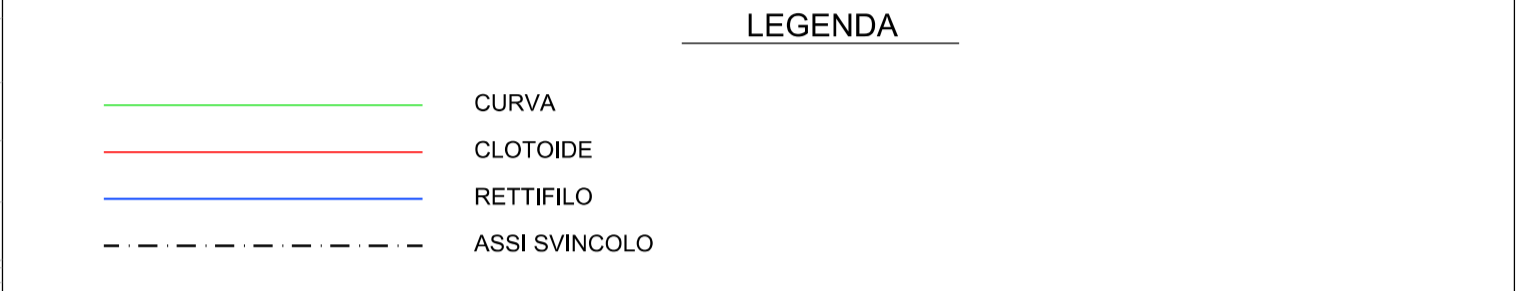 LEGENDA
CURVA
CLOTOIDE
RETTIFILO
ASSI SVINCOLO